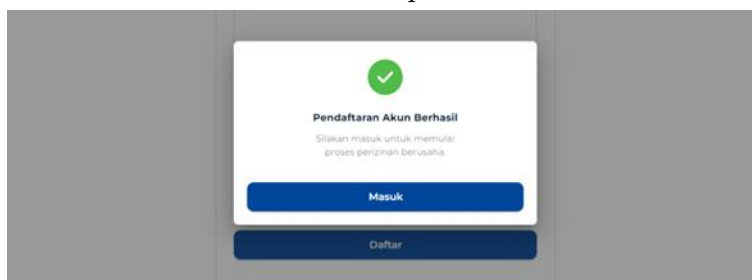 Pendaftaran Akun Berhasil
Silakan masuk untuk memulai
proses perizinan berusaha.
Masuk
Daftar